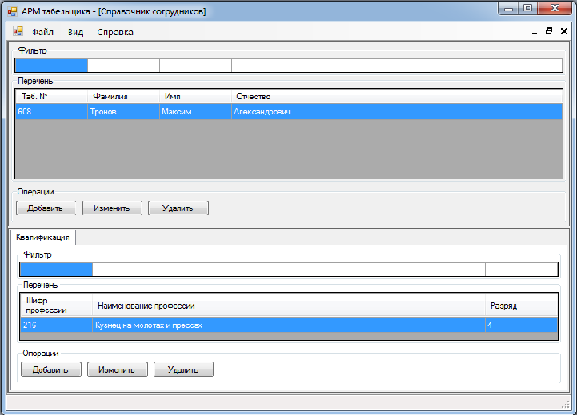 АРМ табельщика - [Справочник сотрудников]
Файл Вид Справка
Фильтр
Перечень
Таб. № Фамилия Имя Отчество
608 Тронов Максим Александрович
Операции
Добавить Изменить Удалить
Квалификация
Фильтр
Перечень
Шифр профессии Наименование профессии Разряд
Кузнец на молотах и прессах 4
Операции
Добавить Изменить Удалить